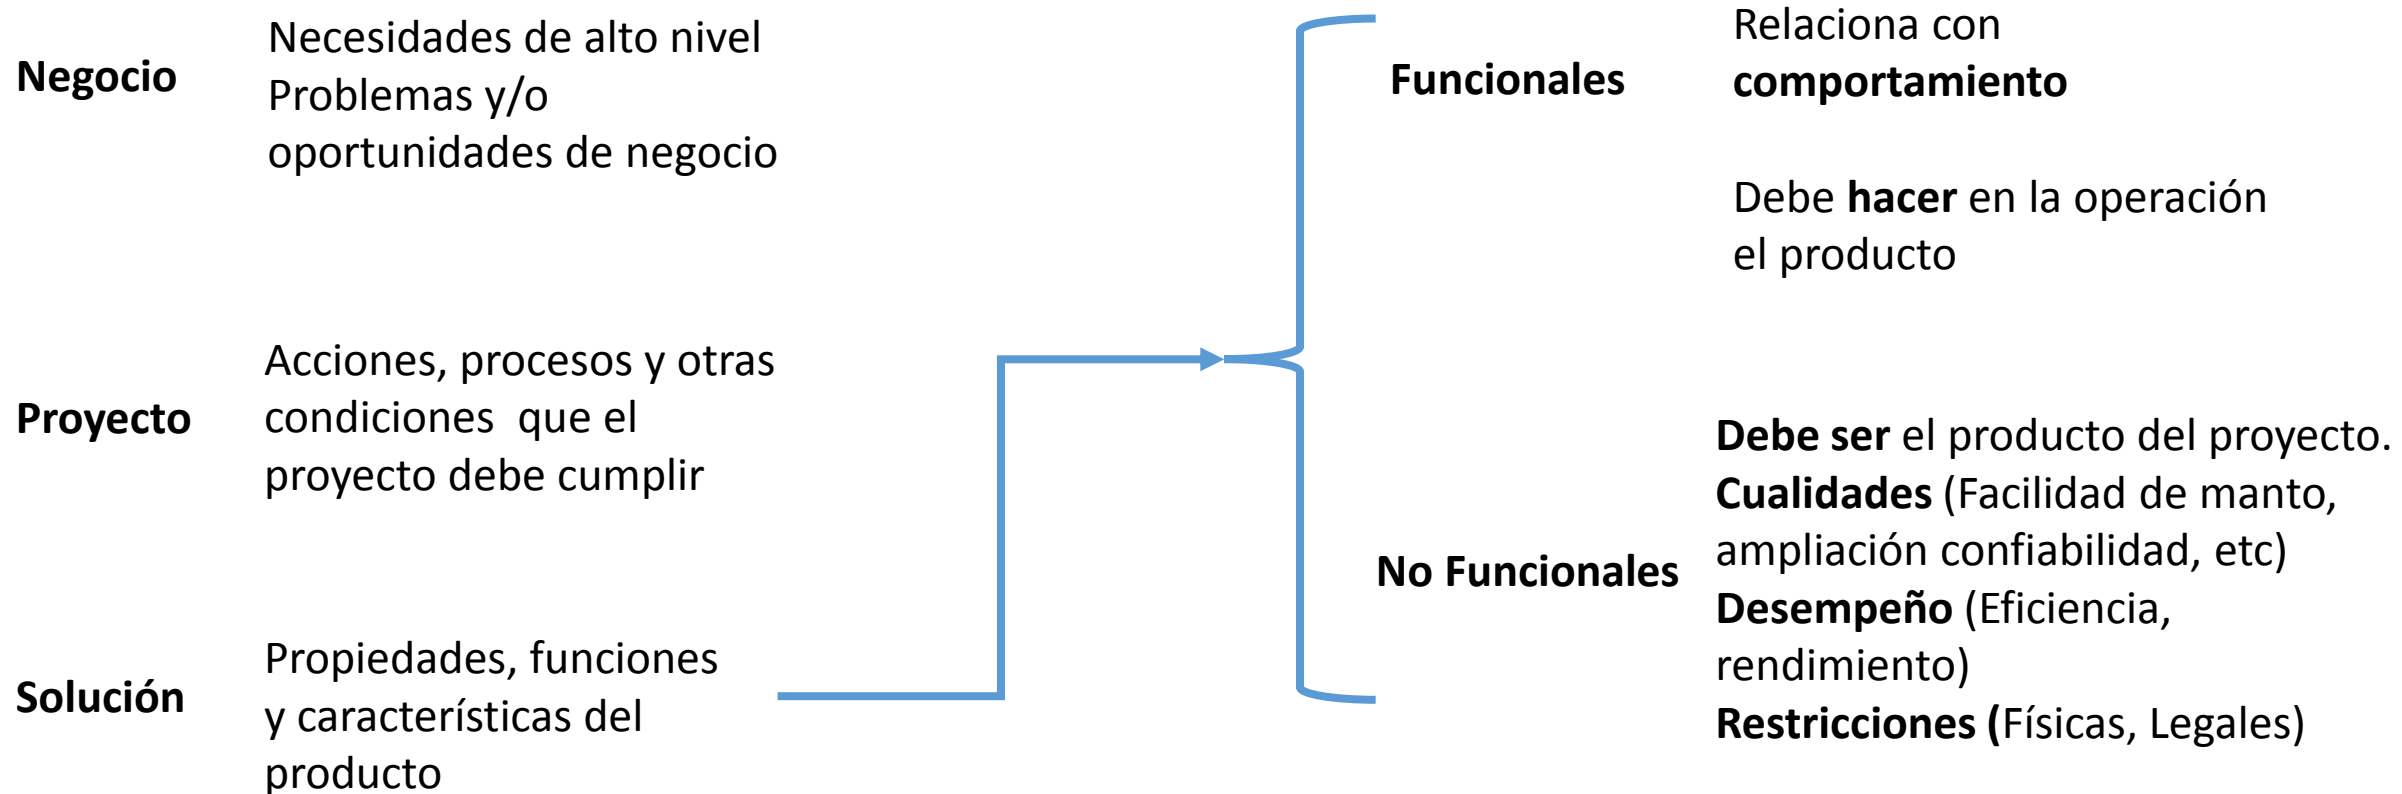 Negocio
Necesidades de alto nivel
Problemas y/o
oportunidades de negocio
Proyecto
Acciones, procesos y otras
condiciones  que el
proyecto debe cumplir
Solución
Propiedades, funciones
y características del
producto
Funcionales
Relaciona con
comportamiento
Debe hacer en la operación
el producto
No Funcionales
Debe ser el producto del proyecto.
Cualidades (Facilidad de manto,
ampliación confiabilidad, etc)
Desempeño (Eficiencia,
rendimiento)
Restricciones (Físicas, Legales)